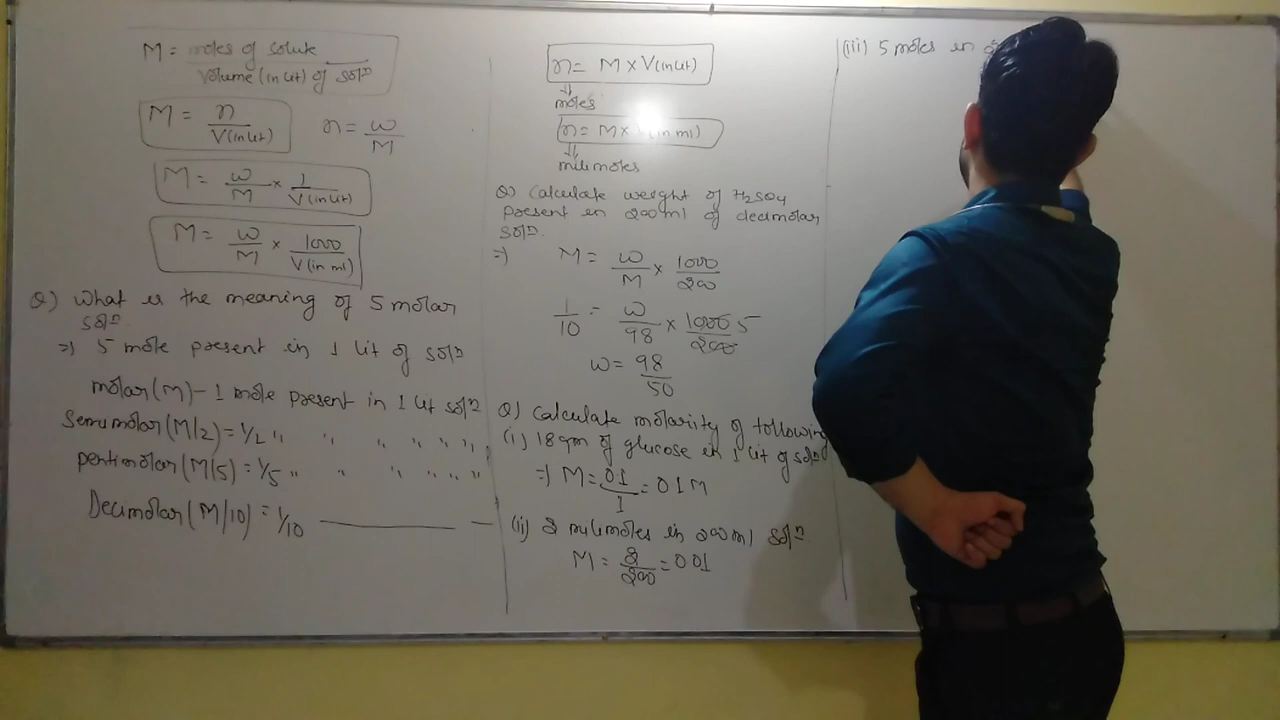 M = moles of solute
Volume (in lit) of solⁿ
M = n / V(in lit)   n = w / M
M = w / M × 1 / V(in lit)
M = w / M × 1000 / V(in ml)
Q) What is the meaning of 5 molar
solⁿ.
⇒ 5 mole present in 1 lit of solⁿ
molar (M) - 1 mole present in 1 lit solⁿ
Semimolar (M/2) = 1/2 " " " " " "
pentimolar (M/5) = 1/5 " " " " " "
Decimolar (M/10) = 1/10 ——— —
n = M × V(in lit)
moles
n = M × (in ml)
milimoles
Q) Calculate weight of H₂SO₄
present in 200 ml of decimolar
solⁿ.
⇒ M = w / M × 1000 / 200
1 / 10 = w / 98 × 1000 / 200 5
w = 98 / 50
Q) Calculate molarity of following
(i) 18 gm of glucose in 1 lit of solⁿ
⇒ M = 0.1 / 1 = 0.1 M
(ii) 2 milimoles in 200 ml solⁿ
M = 2 / 200 = 0.01
(iii) 5 moles in